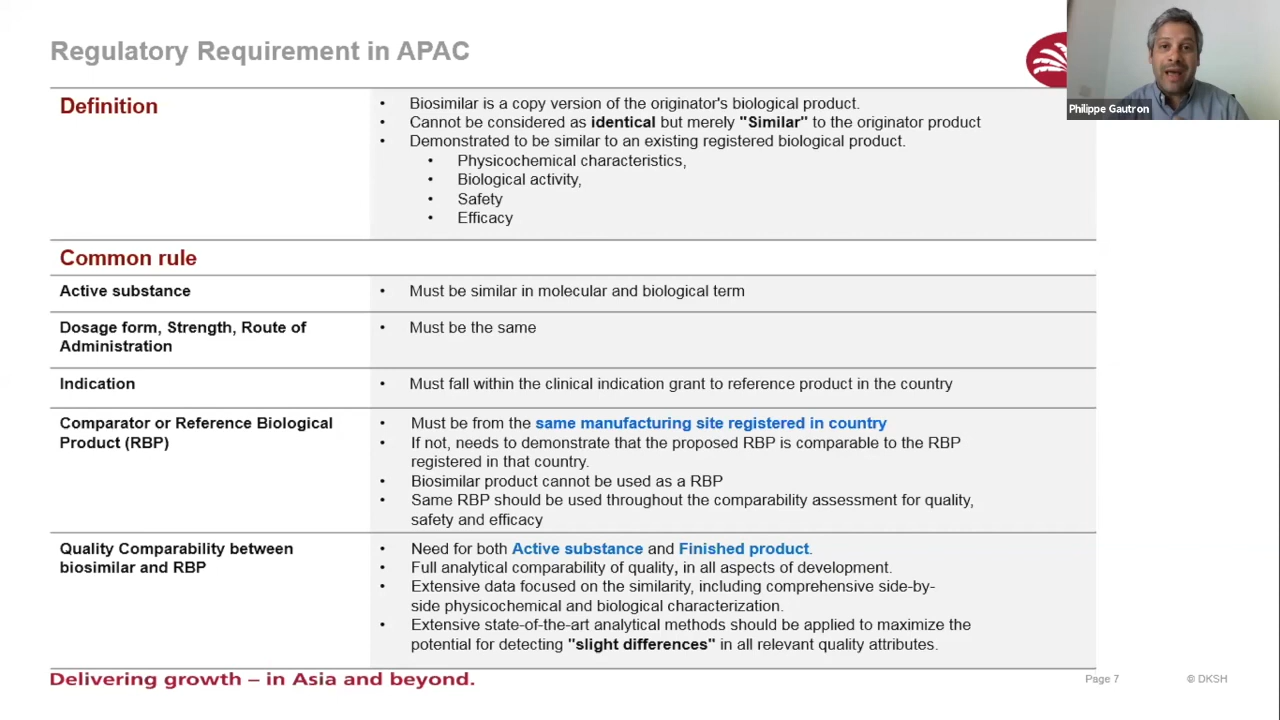 Regulatory Requirement in APAC
Philippe Gautron
Definition
• Biosimilar is a copy version of the originator's biological product.
• Cannot be considered as identical but merely "Similar" to the originator product
• Demonstrated to be similar to an existing registered biological product.
• Physicochemical characteristics,
• Biological activity,
• Safety
• Efficacy
Common rule
Active substance
• Must be similar in molecular and biological term
Dosage form, Strength, Route of
Administration
• Must be the same
Indication
• Must fall within the clinical indication grant to reference product in the country
Comparator or Reference Biological
Product (RBP)
• Must be from the same manufacturing site registered in country
• If not, needs to demonstrate that the proposed RBP is comparable to the RBP
registered in that country.
• Biosimilar product cannot be used as a RBP
• Same RBP should be used throughout the comparability assessment for quality,
safety and efficacy
Quality Comparability between
biosimilar and RBP
• Need for both Active substance and Finished product.
• Full analytical comparability of quality, in all aspects of development.
• Extensive data focused on the similarity, including comprehensive side-by-
side physicochemical and biological characterization.
• Extensive state-of-the-art analytical methods should be applied to maximize the
potential for detecting "slight differences" in all relevant quality attributes.
Delivering growth – in Asia and beyond.
Page 7
© DKSH